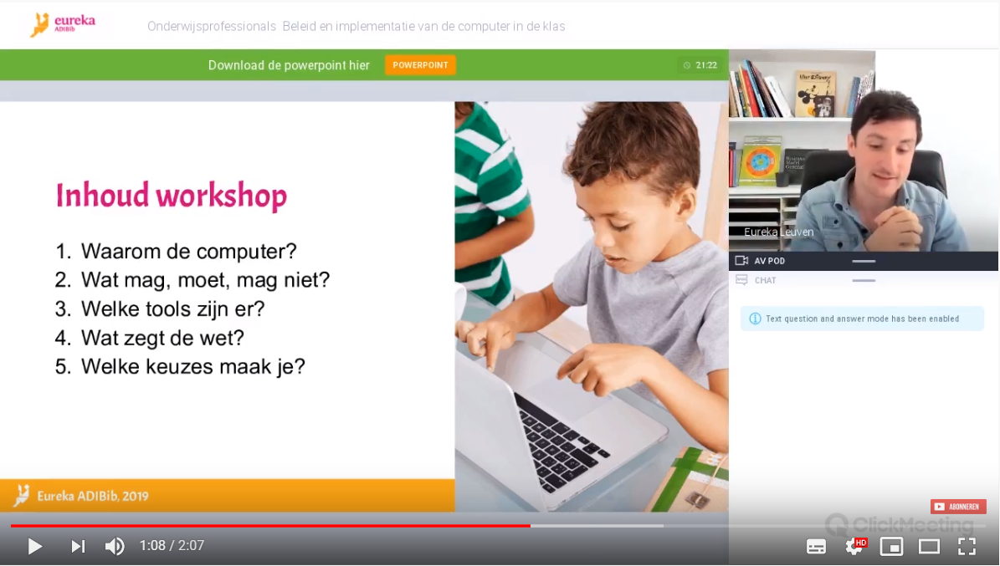 eureka
ADIBib
Onderwijsprofessionals Beleid en implementatie van de computer in de klas
Download de powerpoint hier
POWERPOINT
21:22
Inhoud workshop
1. Waarom de computer?
2. Wat mag, moet, mag niet?
3. Welke tools zijn er?
4. Wat zegt de wet?
5. Welke keuzes maak je?
Eureka ADIBib, 2019
Eureka Leuven
AV POD
CHAT
Text question and answer mode has been enabled
ABONNEREN
ClickMeeting
1:08 / 2:07
HD